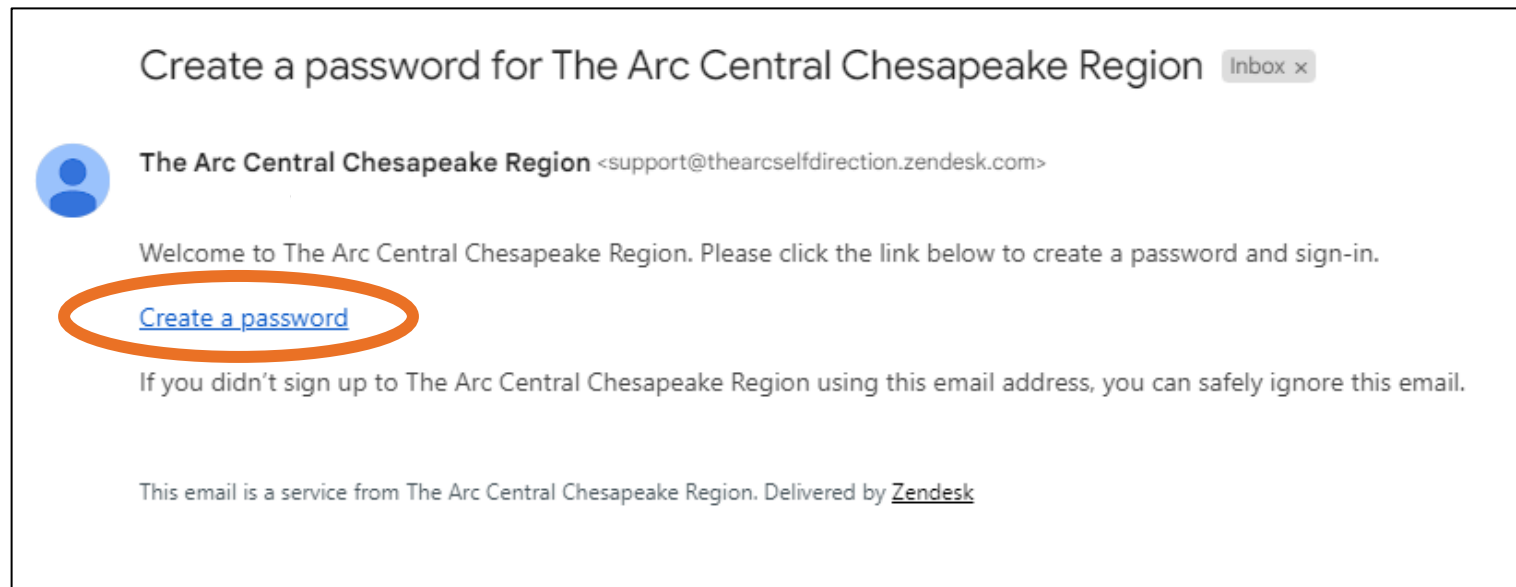 Create a password for The Arc Central Chesapeake Region Inbox ×
The Arc Central Chesapeake Region <support@thearcselfdirection.zendesk.com>
Welcome to The Arc Central Chesapeake Region. Please click the link below to create a password and sign-in.
Create a password
If you didn't sign up to The Arc Central Chesapeake Region using this email address, you can safely ignore this email.
This email is a service from The Arc Central Chesapeake Region. Delivered by Zendesk